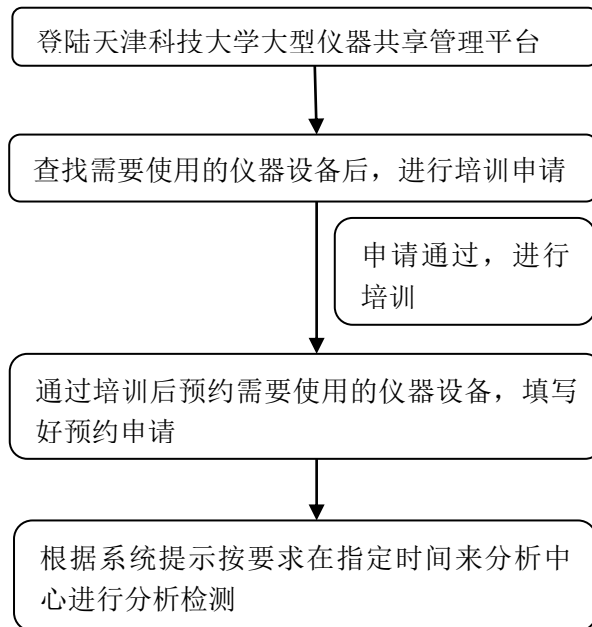 登陆天津科技大学大型仪器共享管理平台
查找需要使用的仪器设备后，进行培训申请
申请通过，进行
培训
通过培训后预约需要使用的仪器设备，填写
好预约申请
根据系统提示按要求在指定时间来分析中
心进行分析检测